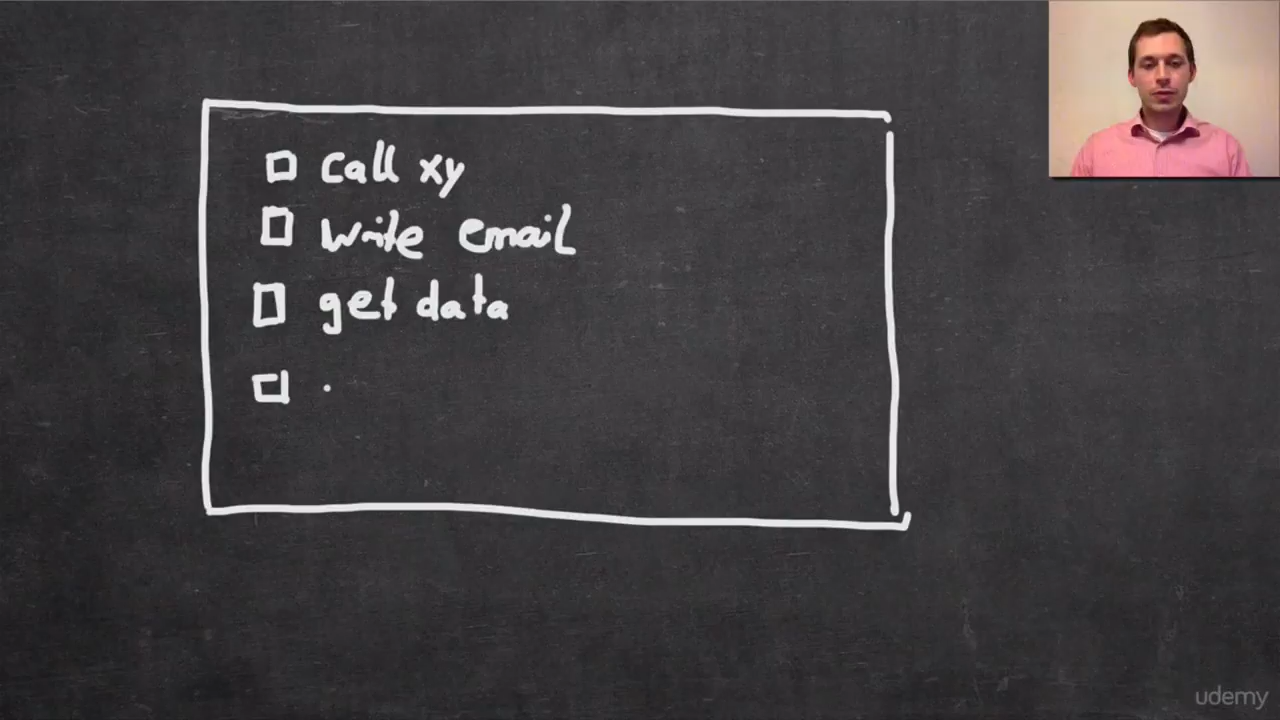 call xy
write email
get data
.
udemy